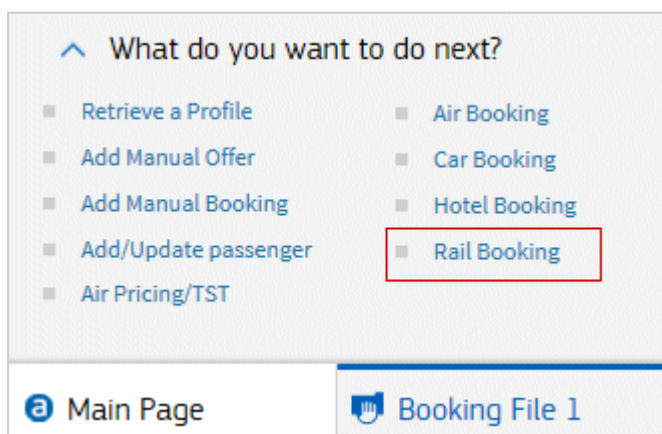 What do you want to do next?
Retrieve a Profile
Add Manual Offer
Add Manual Booking
Add/Update passenger
Air Pricing/TST
Air Booking
Car Booking
Hotel Booking
Rail Booking
a Main Page
Booking File 1